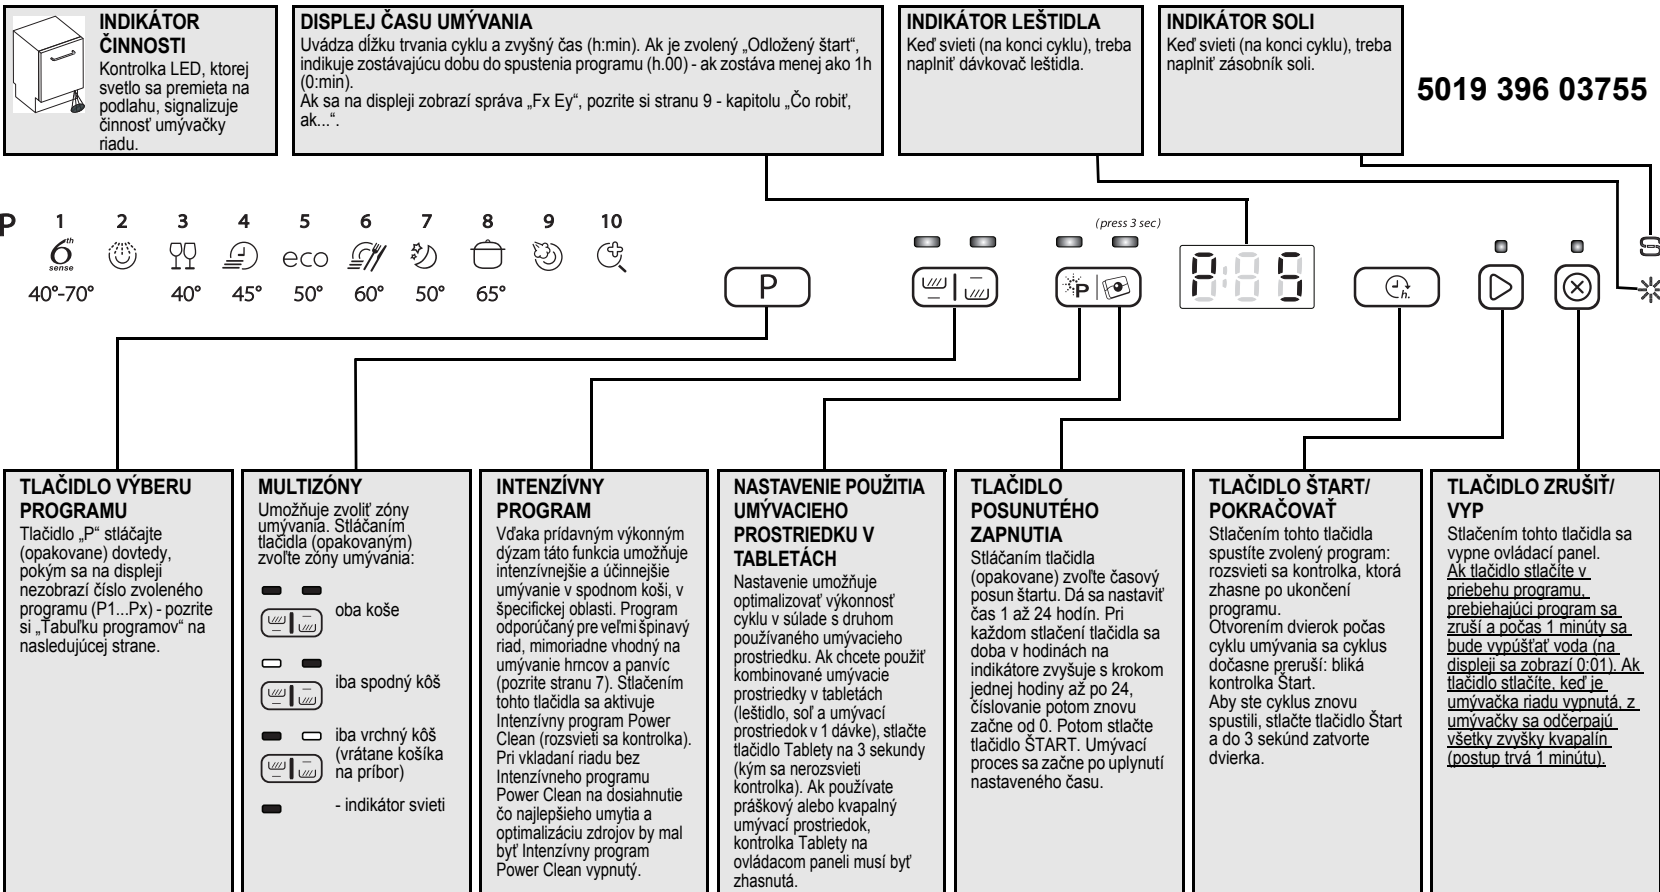 INDIKÁTOR
ČINNOSTI
Kontrolka LED, ktorej
svetlo sa premieta na
podlahu, signalizuje
činnosť umývačky
riadu.
DISPLEJ ČASU UMÝVANIA
Uvádza dĺžku trvania cyklu a zvyšný čas (h:min). Ak je zvolený „Odložený štart“,
indikuje zostávajúcu dobu do spustenia programu (h.00) - ak zostáva menej ako 1h
(0:min).
Ak sa na displeji zobrazí správa „Fx Ey“, pozrite si stranu 9 - kapitolu „Čo robiť,
ak...“.
INDIKÁTOR LEŠTIDLA
Keď svieti (na konci cyklu), treba
naplniť dávkovač leštidla.
INDIKÁTOR SOLI
Keď svieti (na konci cyklu), treba
naplniť zásobník soli.
5019 396 03755
P 1 2 3 4 5 6 7 8 9 10
(press 3 sec)
6th sense
eco
40°-70° 40° 45° 50° 60° 50° 65°
P
P
P 5
h.
S
TLAČIDLO VÝBERU
PROGRAMU
Tlačidlo „P“ stláčajte
(opakovane) dovtedy,
pokým sa na displeji
nezobrazí číslo zvoleného
programu (P1...Px) - pozrite
si „Tabuľku programov“ na
nasledujúcej strane.
MULTIZÓNY
Umožňuje zvoliť zóny
umývania. Stláčaním
tlačidla (opakovaným)
zvoľte zóny umývania:
oba koše
iba spodný kôš
iba vrchný kôš
(vrátane košíka
na príbor)
- indikátor svieti
INTENZÍVNY
PROGRAM
Vďaka prídavným výkonným
dýzam táto funkcia umožňuje
intenzívnejšie a účinnejšie
umývanie v spodnom koši, v
špecifickej oblasti. Program
odporúčaný pre veľmi špinavý
riad, mimoriadne vhodný na
umývanie hrncov a panvíc
(pozrite stranu 7). Stlačením
tohto tlačidla sa aktivuje
Intenzívny program Power
Clean (rozsvieti sa kontrolka).
Pri vkladaní riadu bez
Intenzívneho programu
Power Clean na dosiahnutie
čo najlepšieho umytia a
optimalizáciu zdrojov by mal
byť Intenzívny program
Power Clean vypnutý.
NASTAVENIE POUŽITIA
UMÝVACIEHO
PROSTRIEDKU V
TABLETÁCH
Nastavenie umožňuje
optimalizovať výkonnosť
cyklu v súlade s druhom
používaného umývacieho
prostriedku. Ak chcete použiť
kombinované umývacie
prostriedky v tabletách
(leštidlo, soľ a umývací
prostriedok v 1 dávke), stlačte
tlačidlo Tablety na 3 sekundy
(kým sa nerozsvieti
kontrolka). Ak používate
práškový alebo kvapalný
umývací prostriedok,
kontrolka Tablety na
ovládacom paneli musí byť
zhasnutá.
TLAČIDLO
POSUNUTÉHO
ZAPNUTIA
Stláčaním tlačidla
(opakovane) zvoľte časový
posun štartu. Dá sa nastaviť
čas 1 až 24 hodín. Pri
každom stlačení tlačidla sa
doba v hodinách na
indikátore zvyšuje s krokom
jednej hodiny až po 24,
číslovanie potom znovu
začne od 0. Potom stlačte
tlačidlo ŠTART. Umývací
proces sa začne po uplynutí
nastaveného času.
TLAČIDLO ŠTART/
POKRAČOVAŤ
Stlačením tohto tlačidla
spustíte zvolený program:
rozsvieti sa kontrolka, ktorá
zhasne po ukončení
programu.
Otvorením dvierok počas
cyklu umývania sa cyklus
dočasne preruší: bliká
kontrolka Štart.
Aby ste cyklus znovu
spustili, stlačte tlačidlo Štart
a do 3 sekúnd zatvorte
dvierka.
TLAČIDLO ZRUŠIŤ/
VYP
Stlačením tohto tlačidla sa
vypne ovládací panel.
Ak tlačidlo stlačíte v
priebehu programu,
prebiehajúci program sa
zruší a počas 1 minúty sa
bude vypúšťať voda (na
displeji sa zobrazí 0:01). Ak
tlačidlo stlačíte, keď je
umývačka riadu vypnutá, z
umývačky sa odčerpajú
všetky zvyšky kvapalín
(postup trvá 1 minútu).